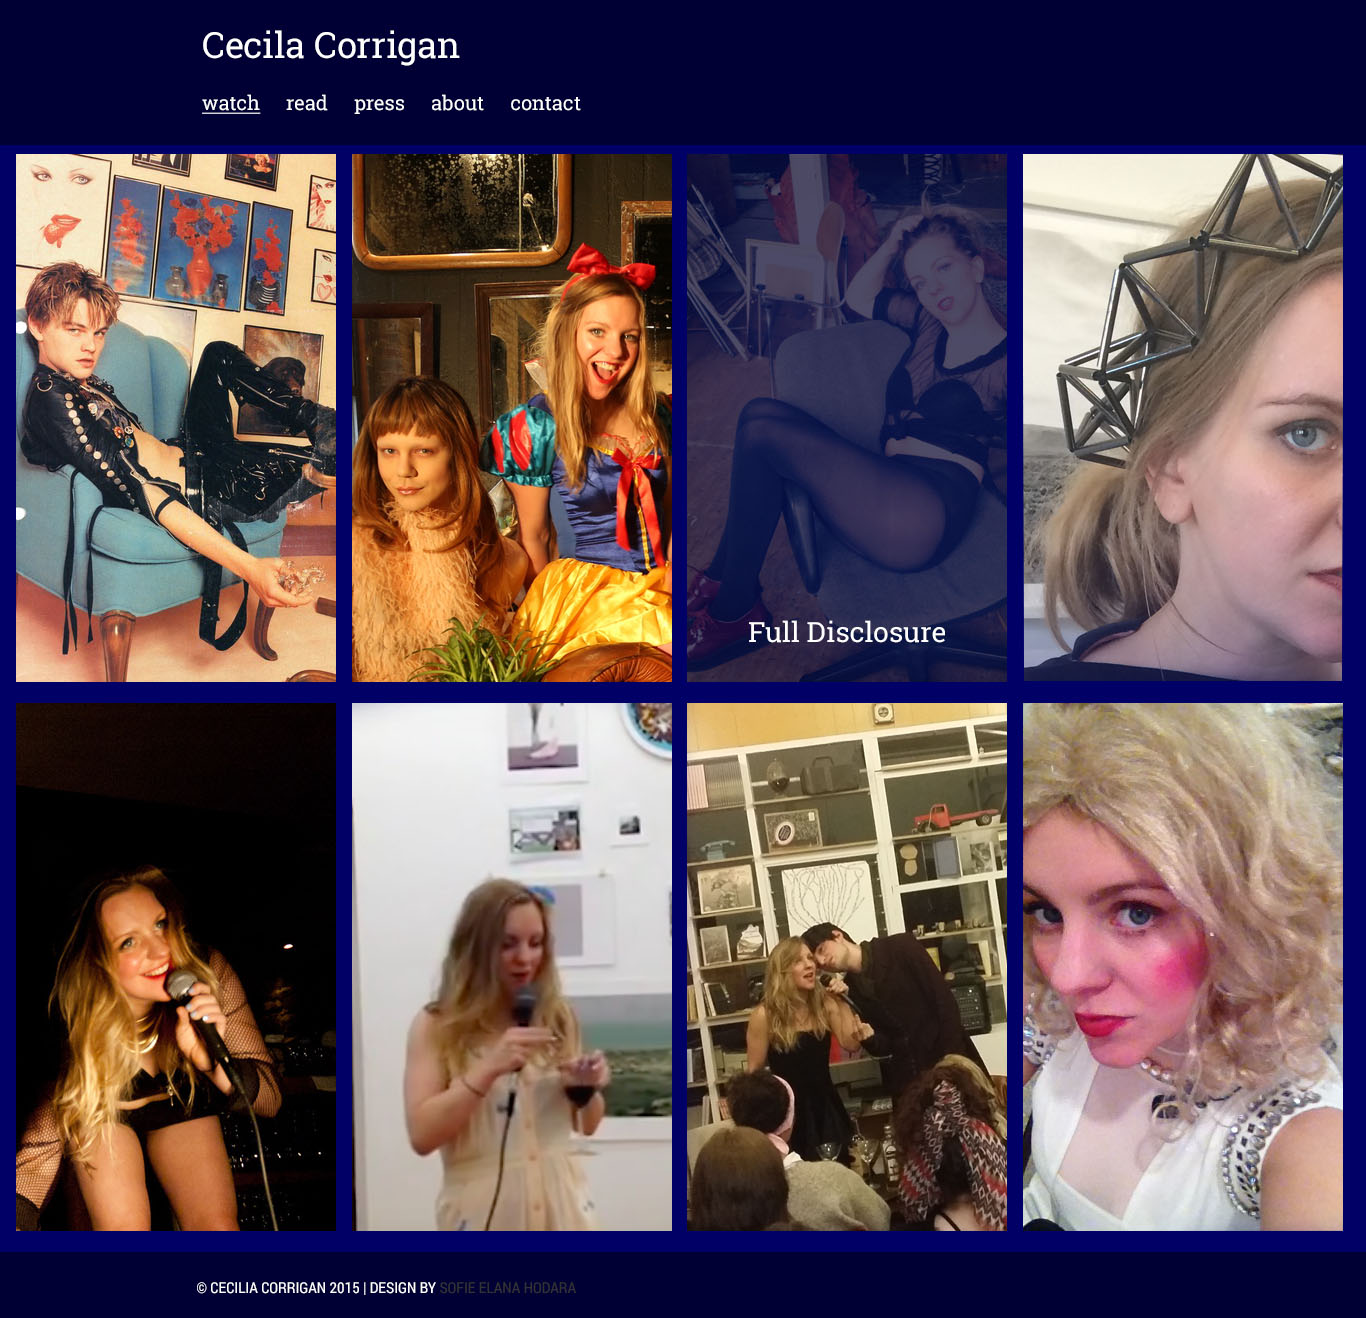 Cecila Corrigan
watch read press about contact
Full Disclosure
© CECILIA CORRIGAN 2015 | DESIGN BY SOFIE ELANA HODARA